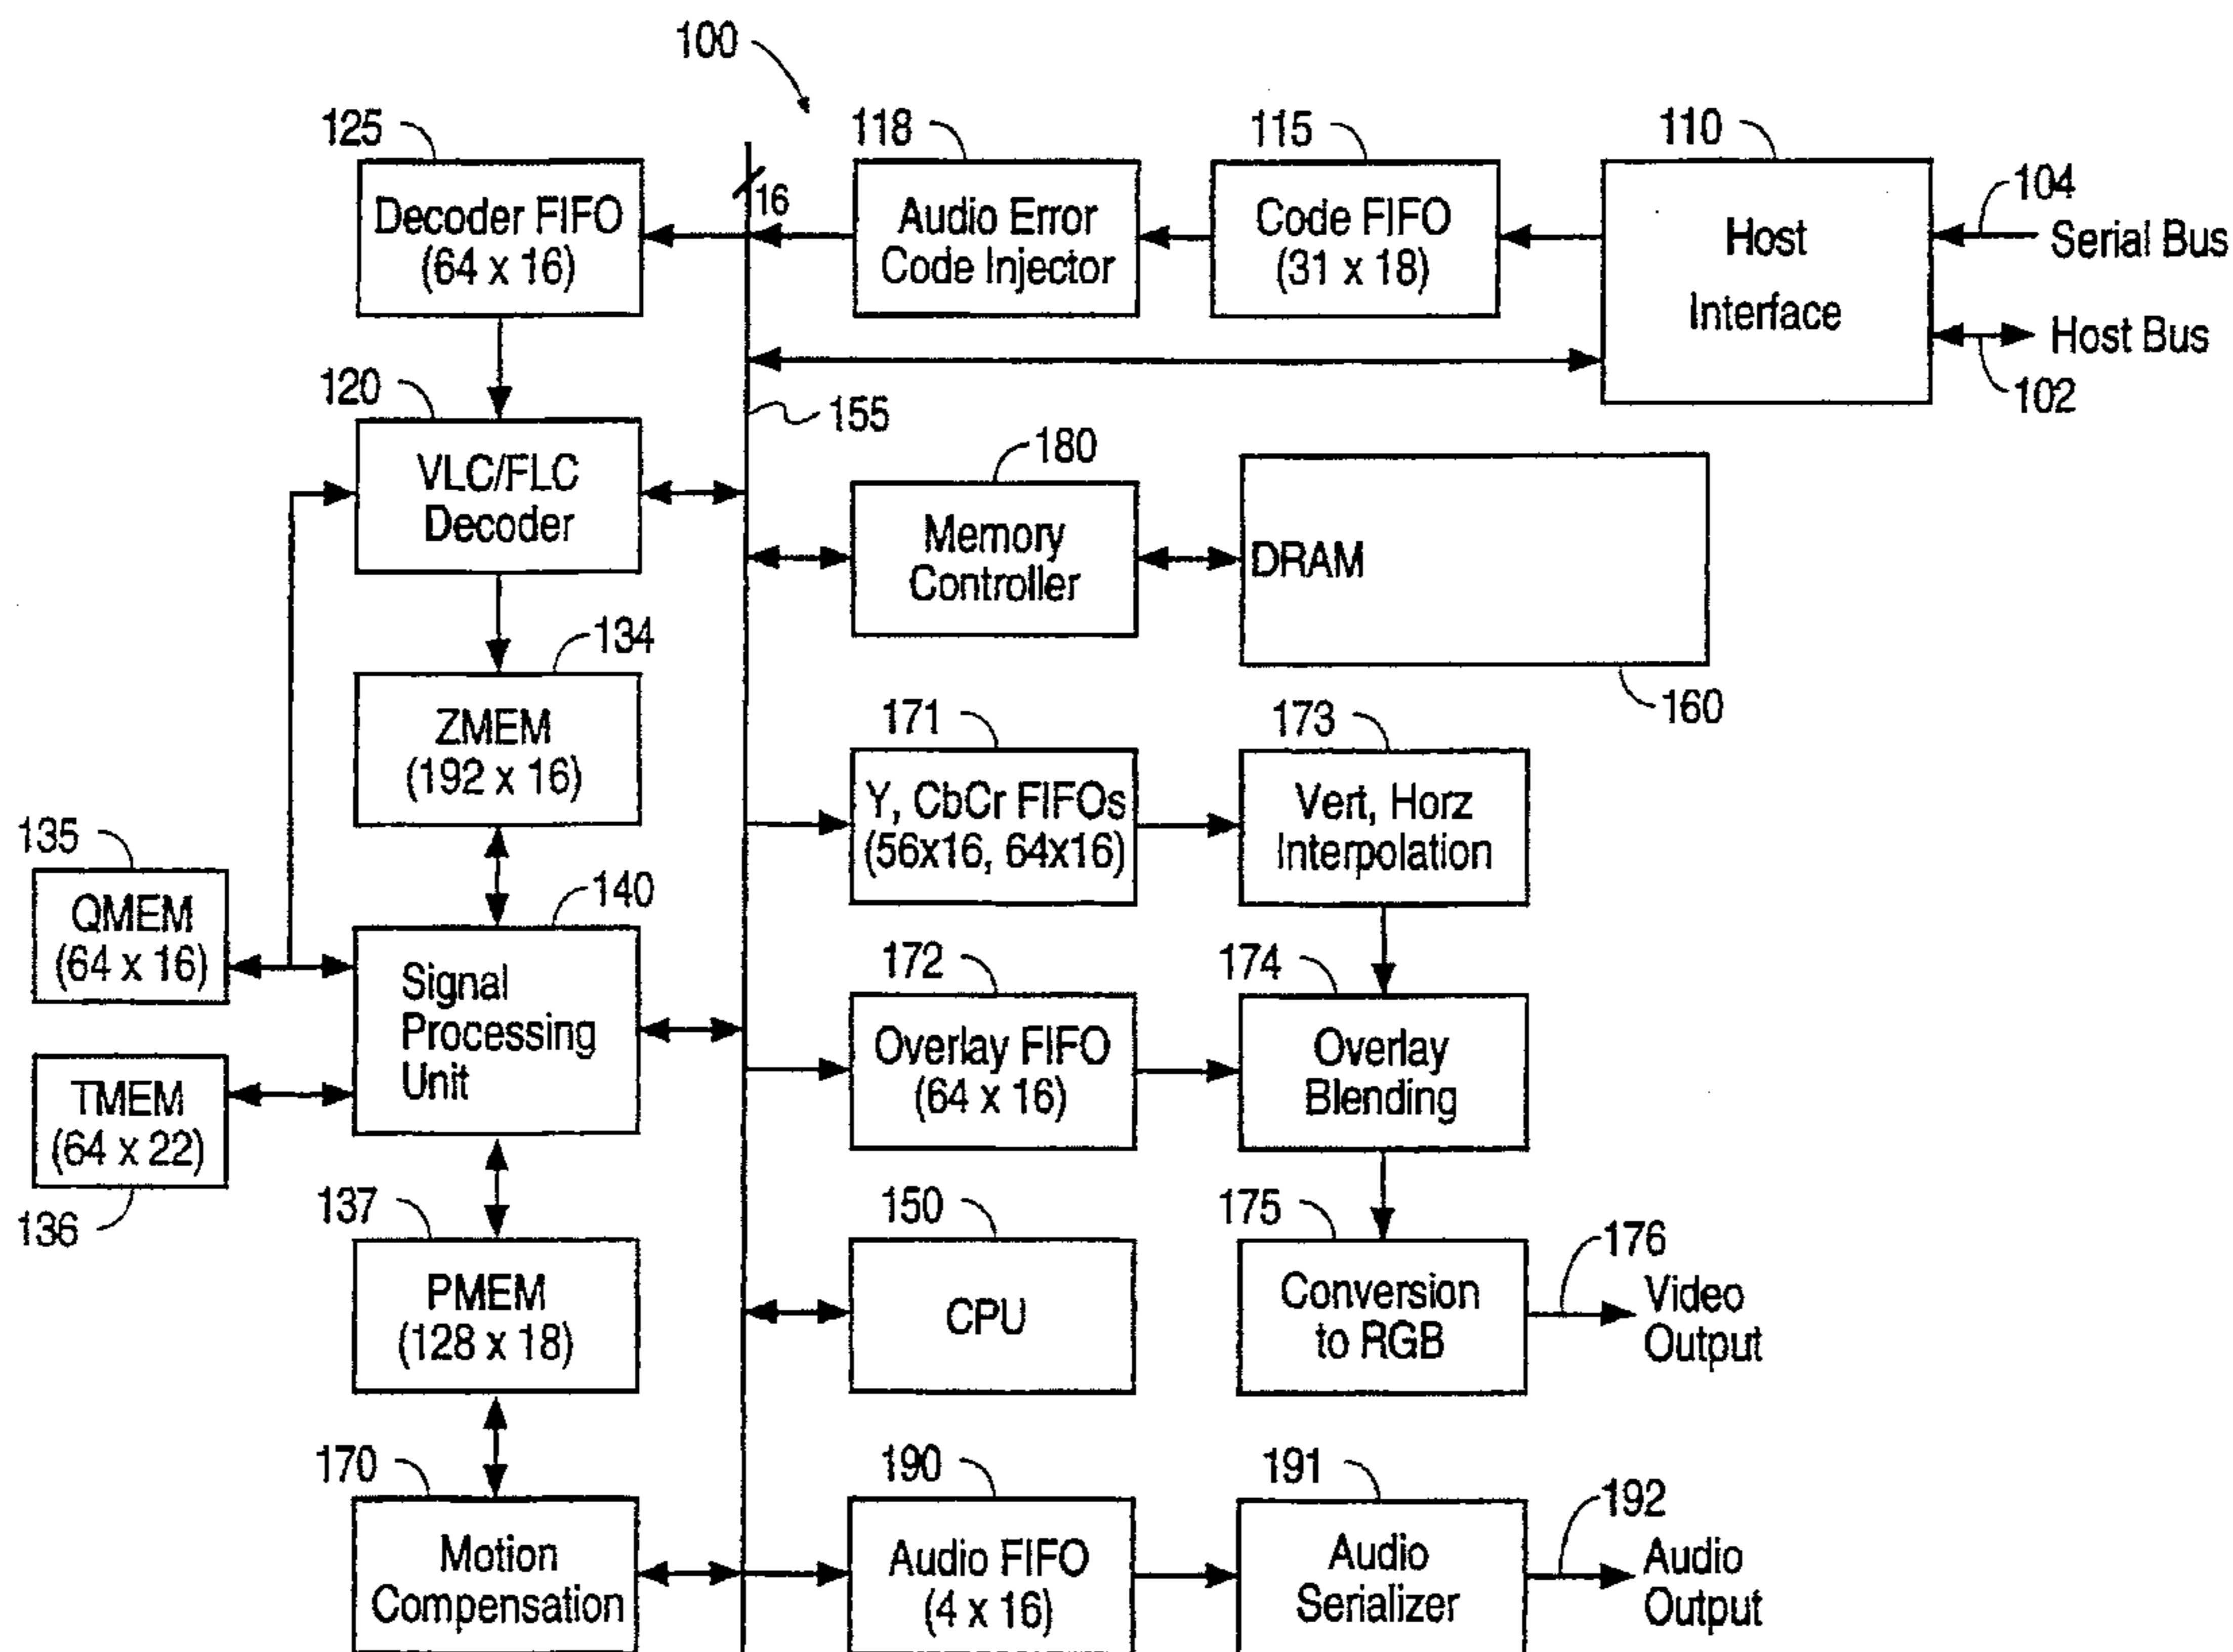 100
125
118
115
110
Decoder FIFO
(64 x 16)
16
Audio Error
Code Injector
Code FIFO
(31 x 18)
Host
Interface
104
Serial Bus
Host Bus
102
120
155
VLC/FLC
Decoder
180
Memory
Controller
DRAM
160
134
ZMEM
(192 x 16)
171
Y, CbCr FIFOs
(56x16, 64x16)
173
Vert, Horz
Interpolation
135
QMEM
(64 x 16)
140
Signal
Processing
Unit
172
Overlay FIFO
(64 x 16)
174
Overlay
Blending
TMEM
(64 x 22)
136
137
PMEM
(128 x 18)
150
CPU
175
Conversion
to RGB
176
Video
Output
170
Motion
Compensation
190
Audio FIFO
(4 x 16)
191
Audio
Serializer
192
Audio
Output